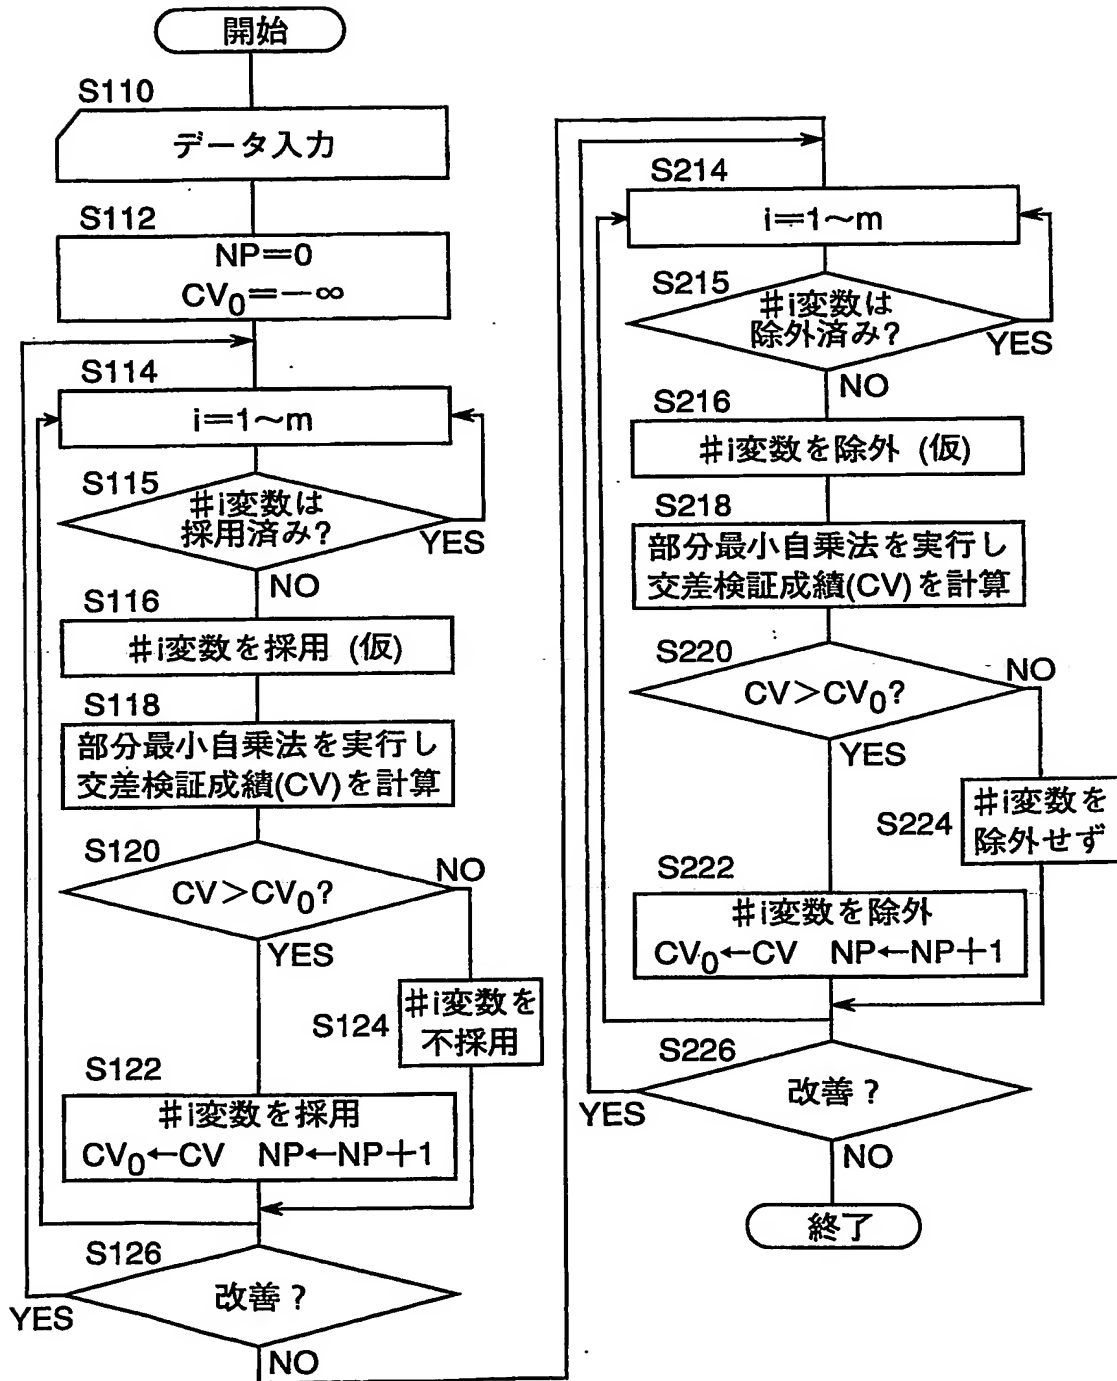 開始
S110
データ入力
S112
NP=0
CV₀=-∞
S114
i=1~m
S115
#i変数は
採用済み?
YES
NO
S116
#i変数を採用 (仮)
S118
部分最小自乗法を実行し
交差検証成績(CV)を計算
S120
CV>CV₀?
NO
YES
S124
#i変数を
不採用
S122
#i変数を採用
CV₀←CV NP←NP+1
S126
改善?
YES
NO
S214
i=1~m
S215
#i変数は
除外済み?
YES
NO
S216
#i変数を除外 (仮)
S218
部分最小自乗法を実行し
交差検証成績(CV)を計算
S220
CV>CV₀?
NO
YES
S224
#i変数を
除外せず
S222
#i変数を除外
CV₀←CV NP←NP+1
S226
改善?
YES
NO
終了